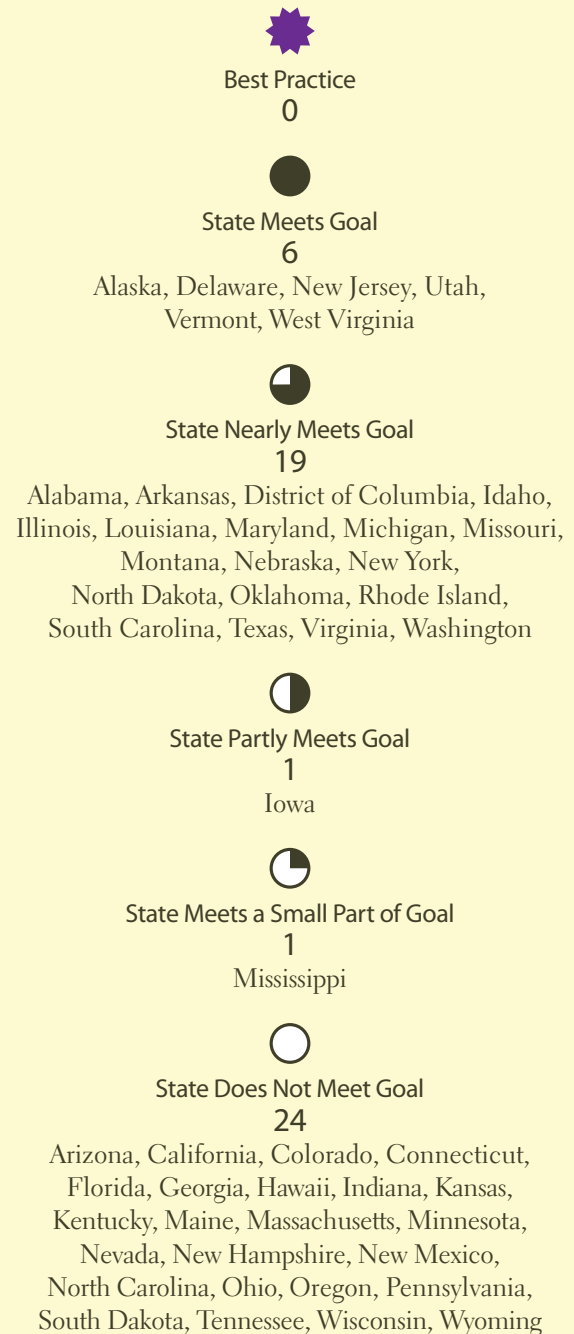 Best Practice
0
State Meets Goal
6
Alaska, Delaware, New Jersey, Utah,
Vermont, West Virginia
State Nearly Meets Goal
19
Alabama, Arkansas, District of Columbia, Idaho,
Illinois, Louisiana, Maryland, Michigan, Missouri,
Montana, Nebraska, New York,
North Dakota, Oklahoma, Rhode Island,
South Carolina, Texas, Virginia, Washington
State Partly Meets Goal
1
Iowa
State Meets a Small Part of Goal
1
Mississippi
State Does Not Meet Goal
24
Arizona, California, Colorado, Connecticut,
Florida, Georgia, Hawaii, Indiana, Kansas,
Kentucky, Maine, Massachusetts, Minnesota,
Nevada, New Hampshire, New Mexico,
North Carolina, Ohio, Oregon, Pennsylvania,
South Dakota, Tennessee, Wisconsin, Wyoming